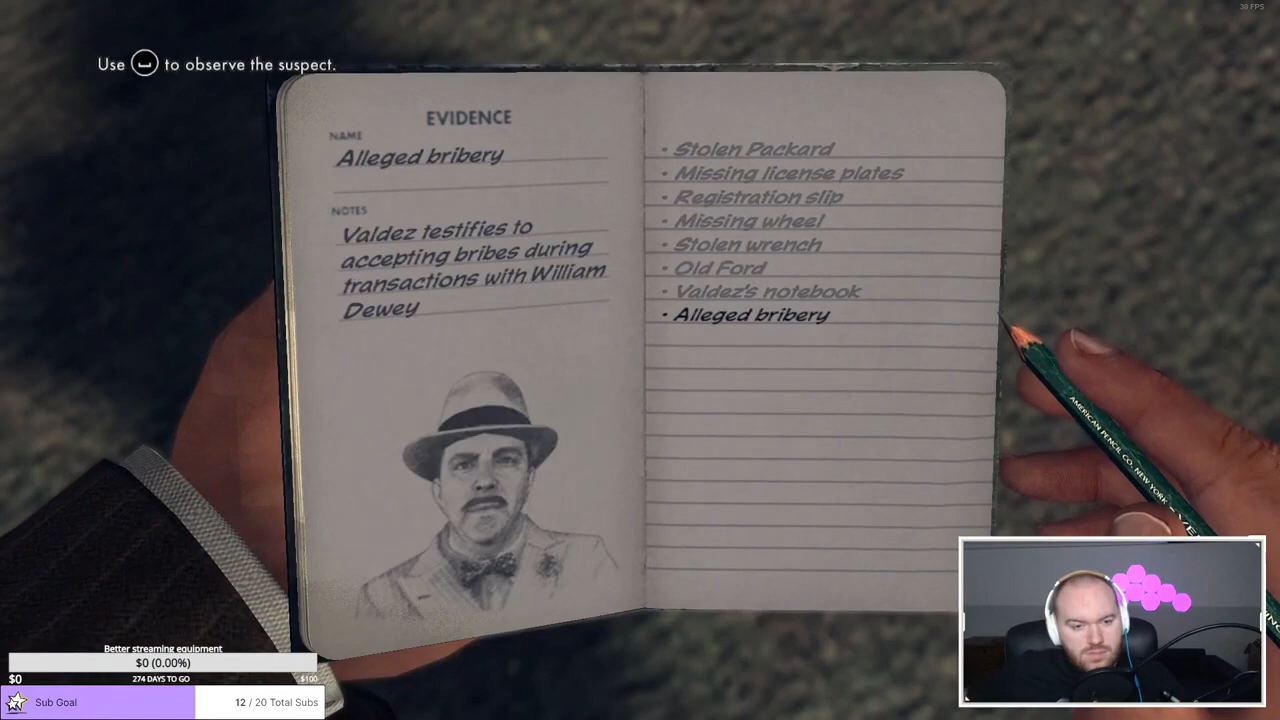 30 FPS
Use to observe the suspect.
EVIDENCE
NAME
Alleged bribery
NOTES
Valdez testifies to
accepting bribes during
transactions with William
Dewey
• Stolen Packard
• Missing license plates
• Registration slip
• Missing wheel
• Stolen wrench
• Old Ford
• Valdez's notebook
• Alleged bribery
AMERICAN PENCIL CO. NEW YORK
Better streaming equipment
$0 (0.00%)
$0
274 DAYS TO GO
$100
Sub Goal
12 / 20 Total Subs